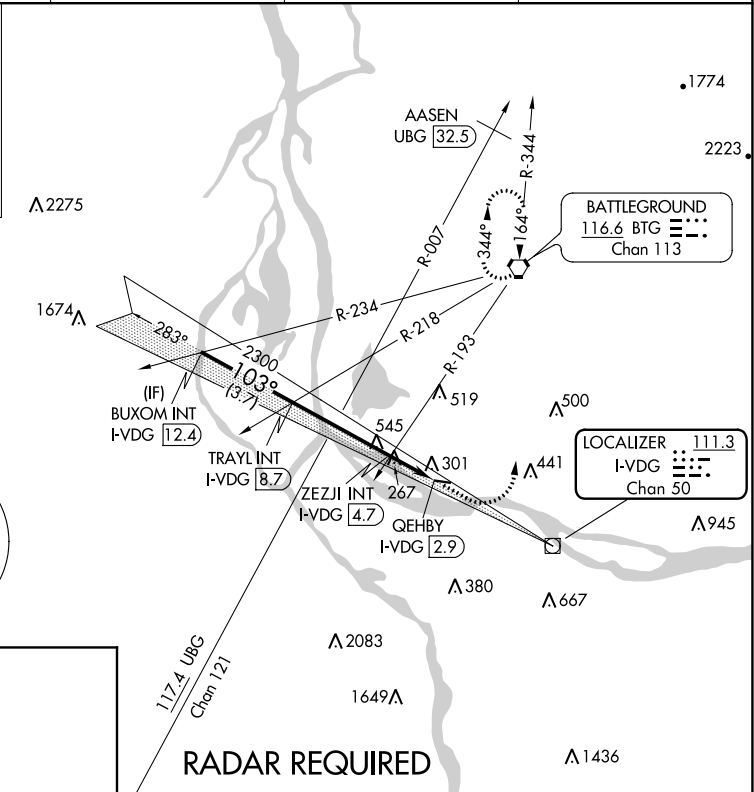 1774
AASEN
UBG 32.5
R-344
2223
2275
BATTLEGROUND
116.6 BTG
Chan 113
344°
164°
R-007
1674
283°
R-234
R-218
R-193
2300
103°
(3.7)
(IF)
BUXOM INT
I-VDG 12.4
519
500
545
TRAYL INT
I-VDG 8.7
301
441
LOCALIZER 111.3
I-VDG
Chan 50
ZEZJI INT
I-VDG 4.7
267
QEHBY
I-VDG 2.9
945
380
667
2083
117.4 UBG
Chan 121
1649
RADAR REQUIRED
1436